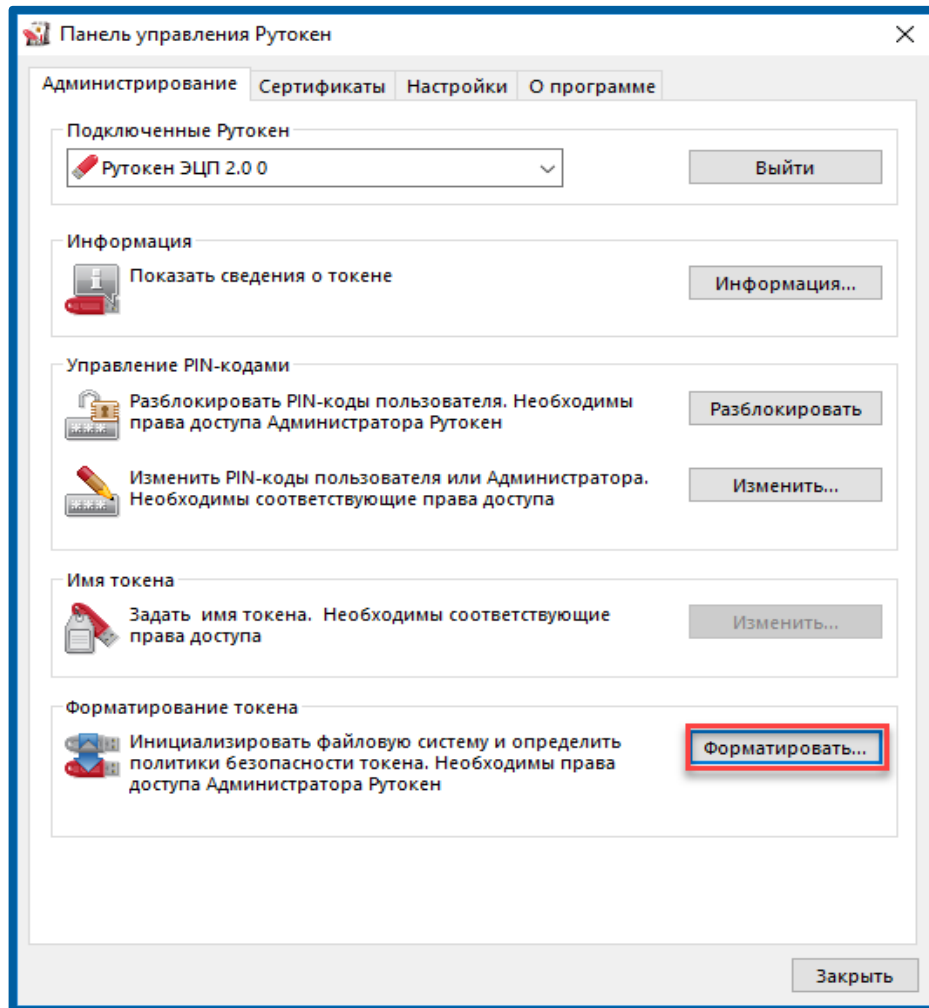 Панель управления Рутокен
Администрирование Сертификаты Настройки О программе
Подключенные Рутокен
Рутокен ЭЦП 2.0 0
Выйти
Информация
Показать сведения о токене
Информация...
Управление PIN-кодами
Разблокировать PIN-коды пользователя. Необходимы
права доступа Администратора Рутокен
Разблокировать
Изменить PIN-коды пользователя или Администратора.
Необходимы соответствующие права доступа
Изменить...
Имя токена
Задать имя токена. Необходимы соответствующие
права доступа
Изменить...
Форматирование токена
Инициализировать файловую систему и определить
политики безопасности токена. Необходимы права
доступа Администратора Рутокен
Форматировать...
Закрыть